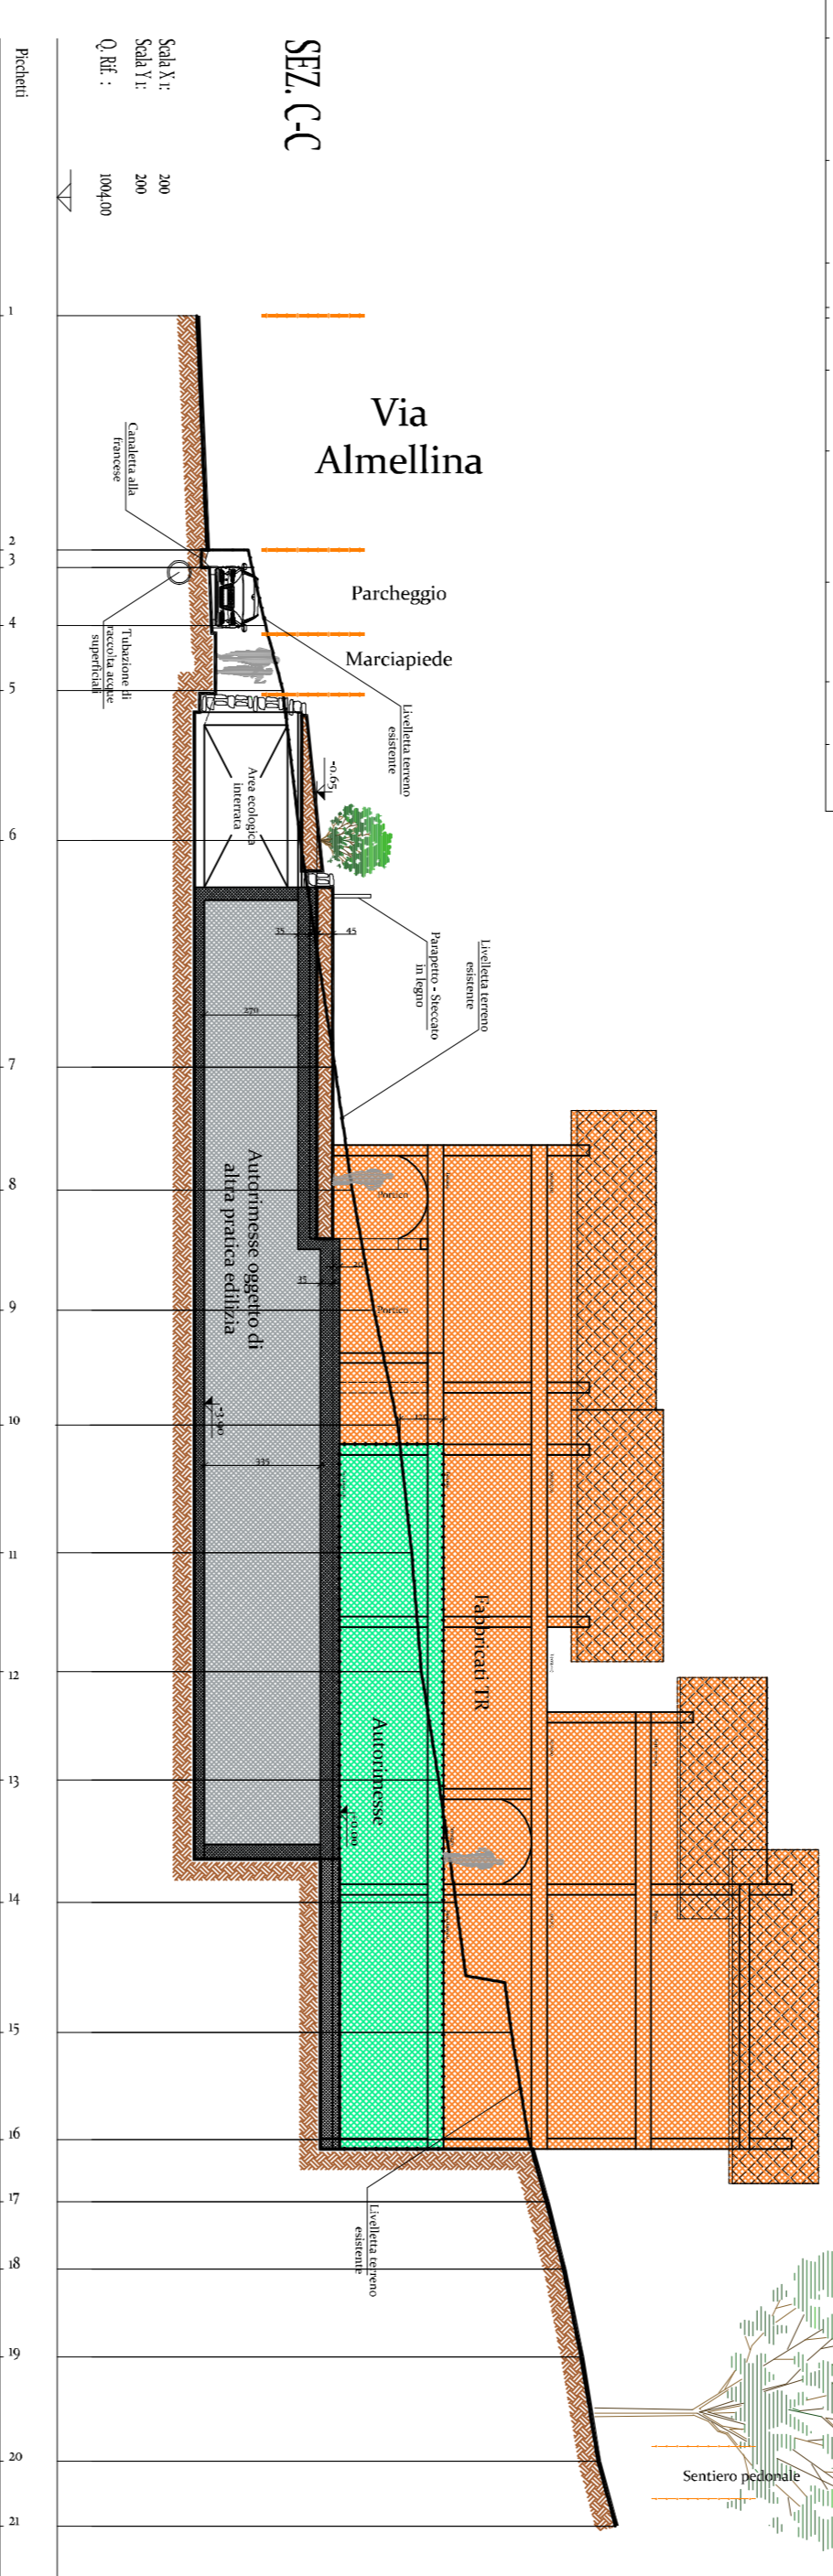 SEZ. C-C
Scala X 1: 200
Scala Y 1: 200
Q. Rif. : 1004.00
Picchetti
1
2
3
4
5
6
7
8
9
10
11
12
13
14
15
16
17
18
19
20
21
Via
Almellina
Parcheggio
Marciapiede
Canaletta alla
francese
Tubazione di
raccolta acque
superficiali
Livelletta terreno
esistente
-0.65
Area ecologica
interrata
Parapetto - Steccato
in legno
Livelletta terreno
esistente
35
45
270
Portico
Portico
35
Autorimesse oggetto di
altra pratica edilizia
-3.90
335
Fabbricati TR
Autorimesse
+0.00
Livelletta terreno
esistente
Sentiero pedonale